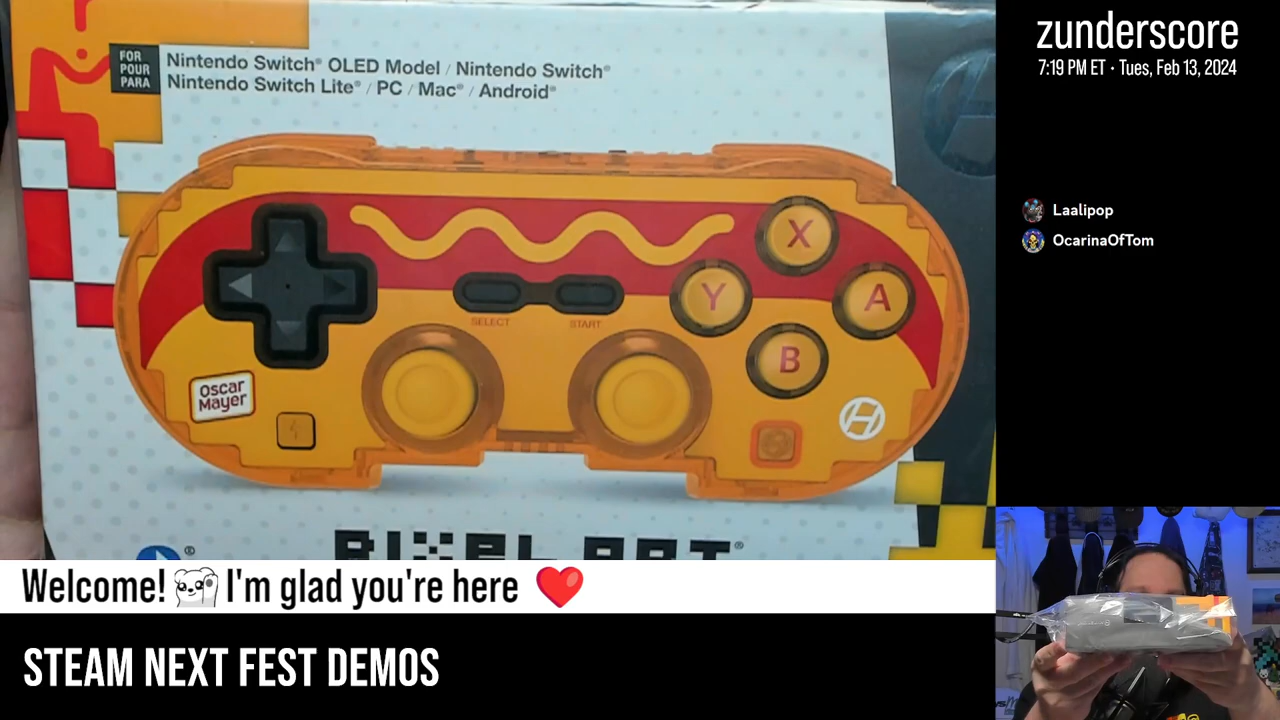 FOR
POUR
PARA
Nintendo Switch® OLED Model / Nintendo Switch®
Nintendo Switch Lite® / PC / Mac® / Android®
X
Y
A
B
SELECT
START
Oscar
Mayer
PIXEL ART®
Welcome! I'm glad you're here
STEAM NEXT FEST DEMOS
zunderscore
7:19 PM ET · Tues, Feb 13, 2024
Laalipop
OcarinaOfTom